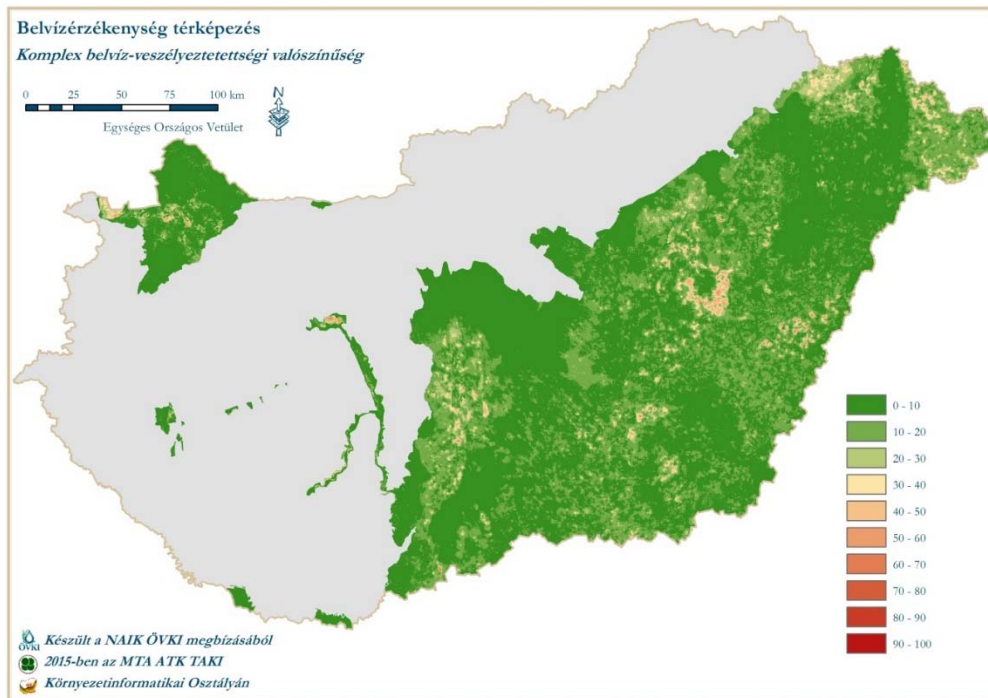 Belvízérzékenység térképezés
Komplex belvíz-veszélyeztetettségi valószínűség
0 25 50 75 100 km
N
Egységes Országos Vetület
0 - 10
10 - 20
20 - 30
30 - 40
40 - 50
50 - 60
60 - 70
70 - 80
80 - 90
90 - 100
ÖVKI
Készült a NAIK ÖVKI megbízásából
2015-ben az MTA ATK TAKI
Környezetinformatikai Osztályán